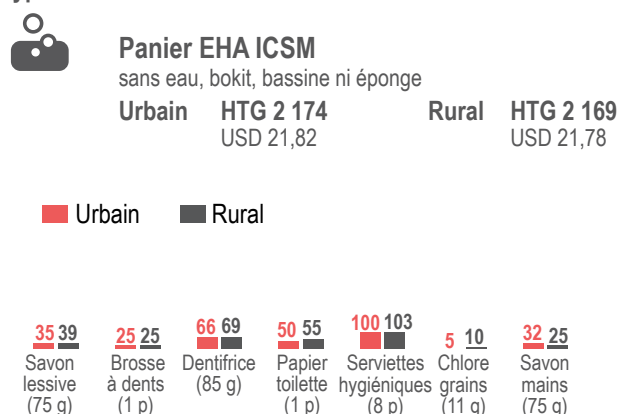 Panier EHA ICSM
sans eau, bokit, bassine ni éponge
Urbain HTG 2 174 Rural HTG 2 169
USD 21,82 USD 21,78
Urbain Rural
35 39 25 25 66 69 50 55 100 103 5 10 32 25
Savon Brosse Dentifrice Papier Serviettes Chlore Savon
lessive à dents (85 g) toilette hygiéniques grains mains
(75 g) (1 p) (1 p) (8 p) (11 g) (75 g)